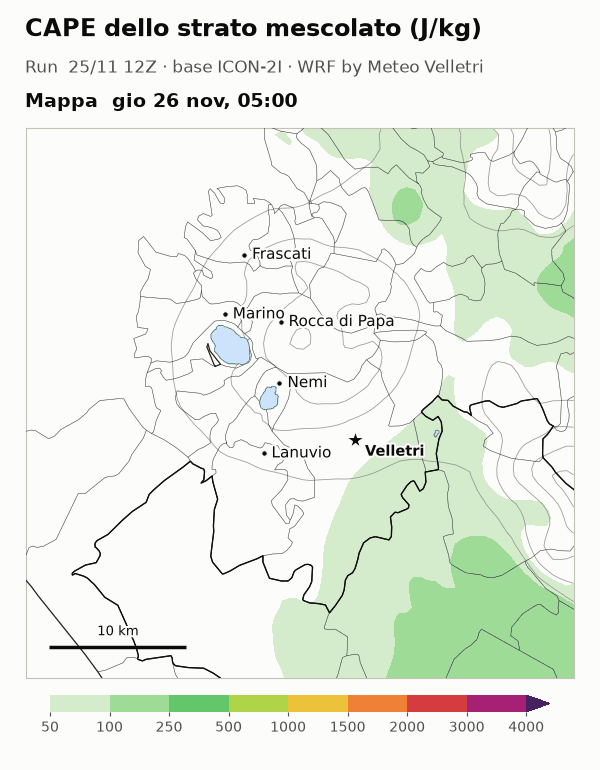 CAPE dello strato mescolato (J/kg)
Run  25/11 12Z · base ICON-2I · WRF by Meteo Velletri
Mappa  gio 26 nov, 05:00
Frascati
Marino
Rocca di Papa
Nemi
Velletri
Lanuvio
10 km
50 100 250 500 1000 1500 2000 3000 4000